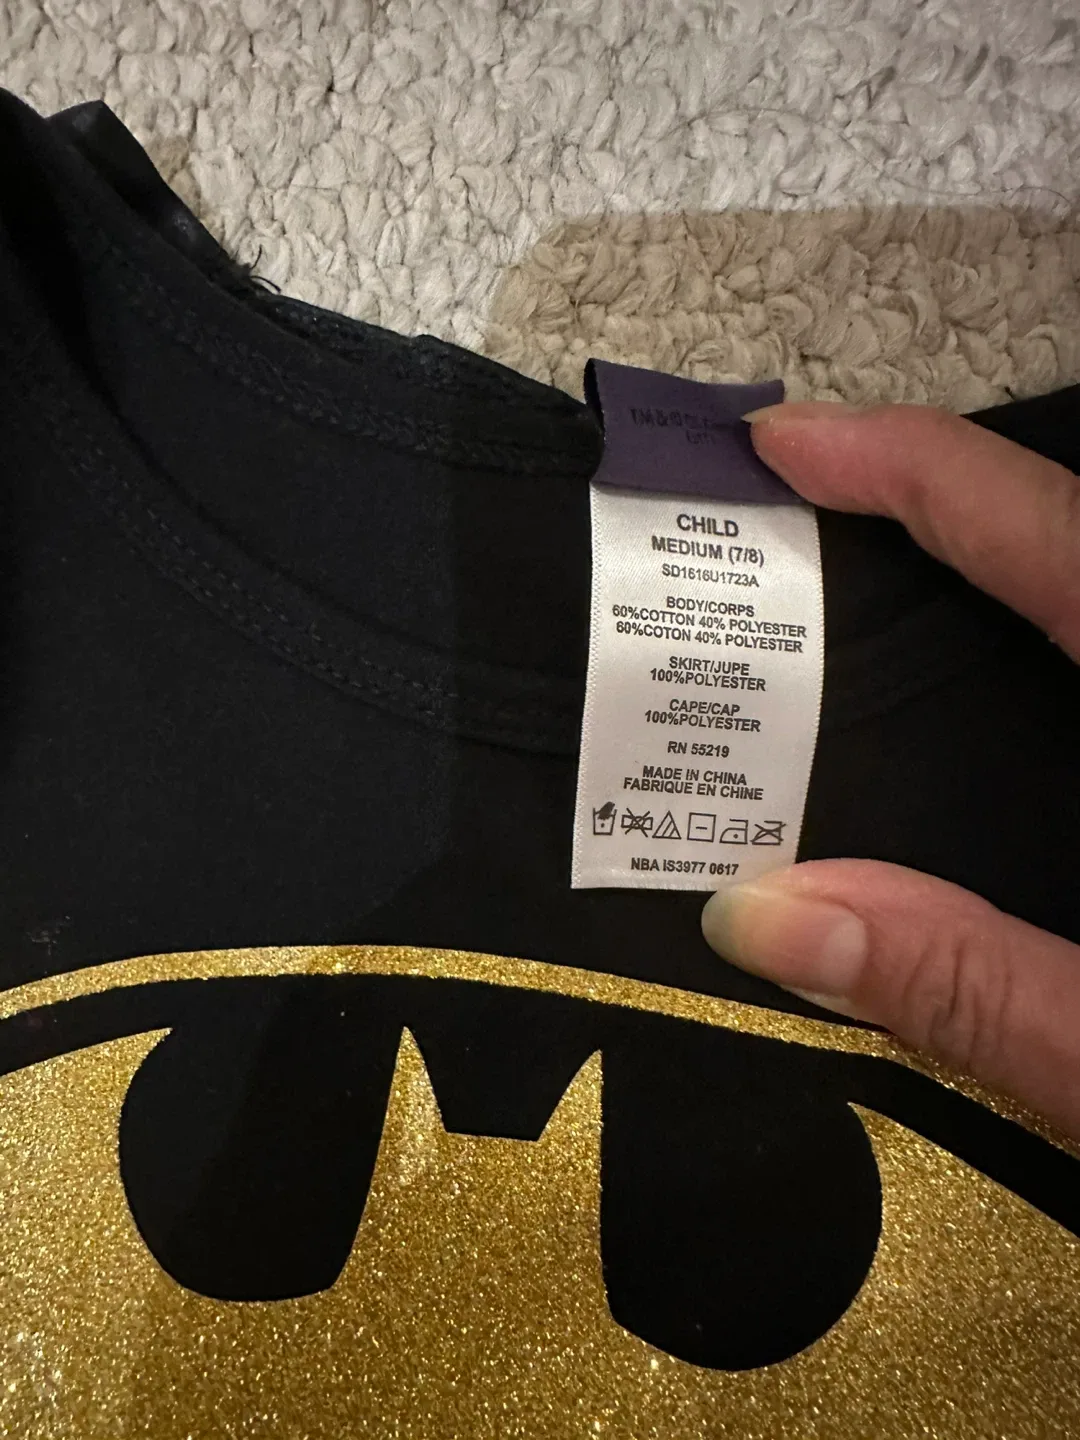 TM &
CHILD
MEDIUM (7/8)
SD1616U1723A
BODY/CORPS
60%COTTON 40% POLYESTER
60%COTON 40% POLYESTER
SKIRT/JUPE
100%POLYESTER
CAPE/CAP
100%POLYESTER
RN 55219
MADE IN CHINA
FABRIQUE EN CHINE
NBA IS3977 0617